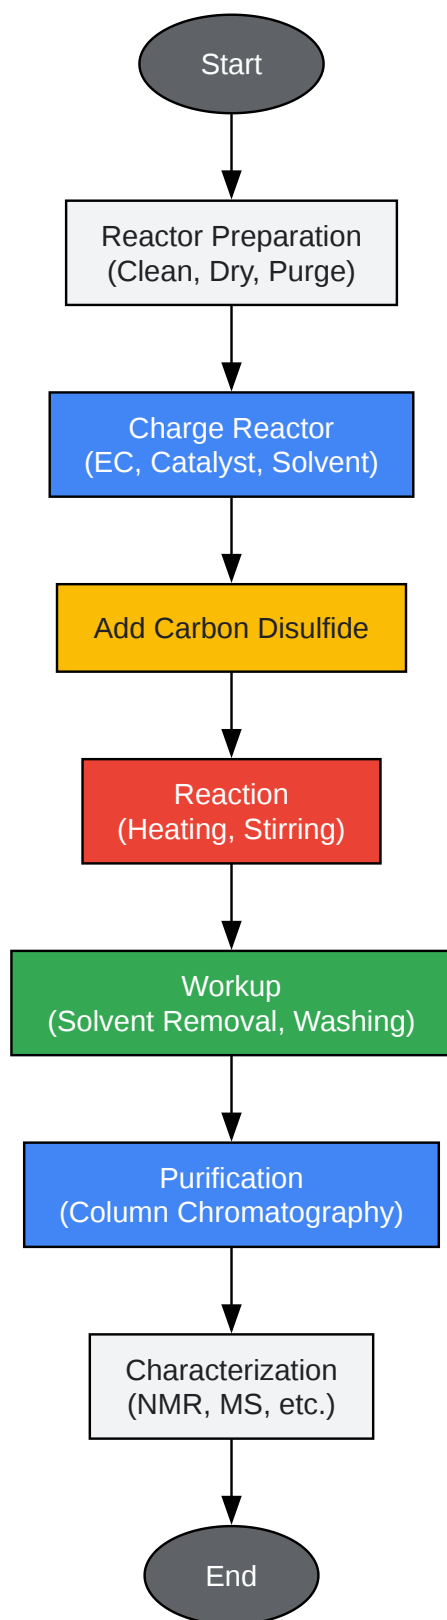 Start
Reactor Preparation
(Clean, Dry, Purge)
Charge Reactor
(EC, Catalyst, Solvent)
Add Carbon Disulfide
Reaction
(Heating, Stirring)
Workup
(Solvent Removal, Washing)
Purification
(Column Chromatography)
Characterization
(NMR, MS, etc.)
End